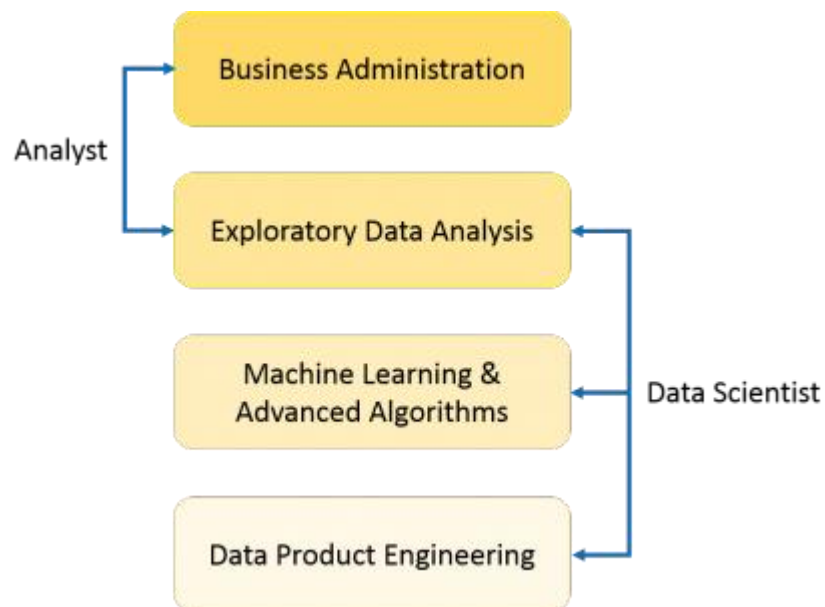 Business Administration
Analyst
Exploratory Data Analysis
Machine Learning &
Advanced Algorithms
Data Scientist
Data Product Engineering